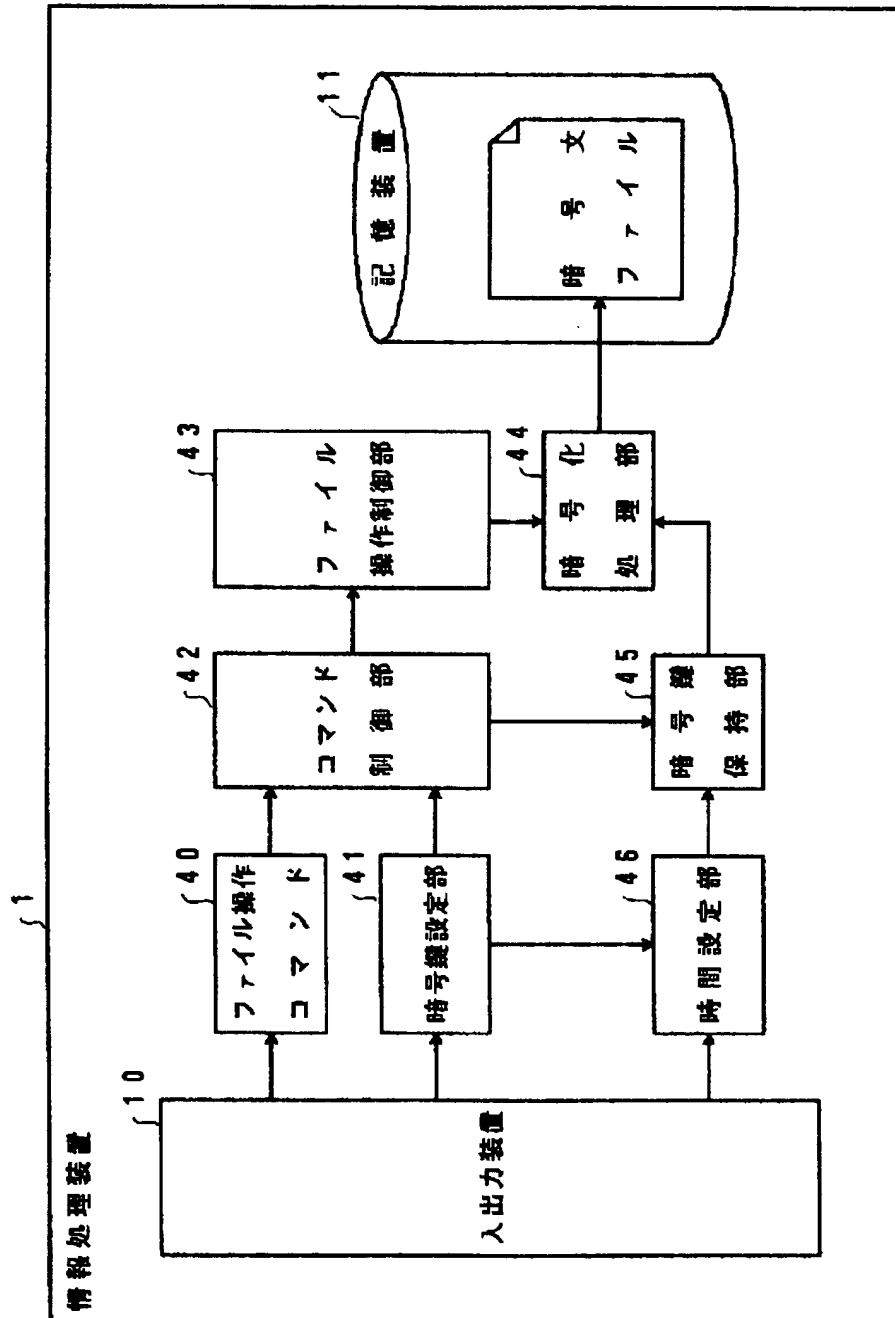 情報処理装置
1
10
入出力装置
40
ファイル操作
コマンド
41
暗号鍵設定部
46
時間設定部
42
コマンド
制御部
45
暗号鍵
保持部
43
ファイル
操作制御部
44
暗号化
処理部
11
記憶装置
暗号文
ファイル